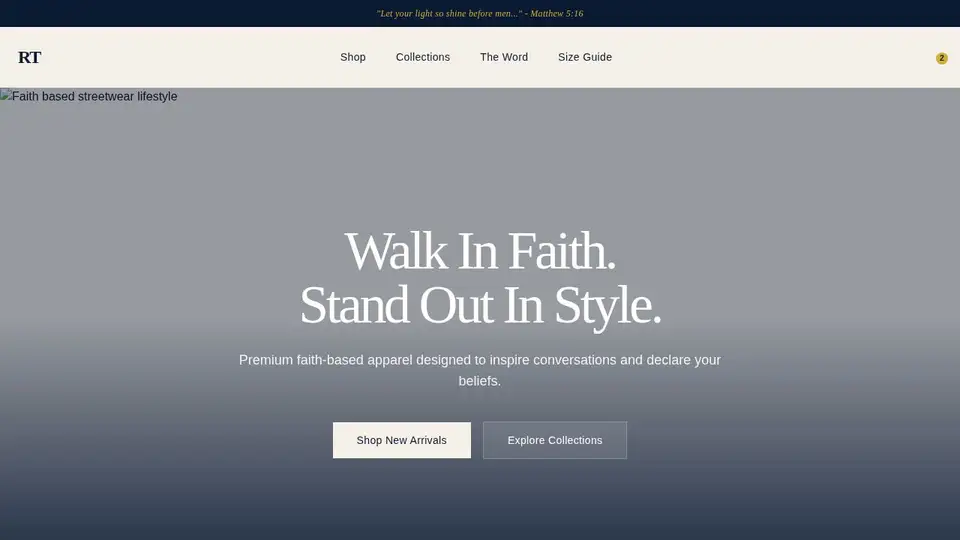 "Let your light so shine before men..." - Matthew 5:16
RT
Shop
Collections
The Word
Size Guide
2
Faith based streetwear lifestyle
Walk In Faith.
Stand Out In Style.
Premium faith-based apparel designed to inspire conversations and declare your
beliefs.
Shop New Arrivals
Explore Collections